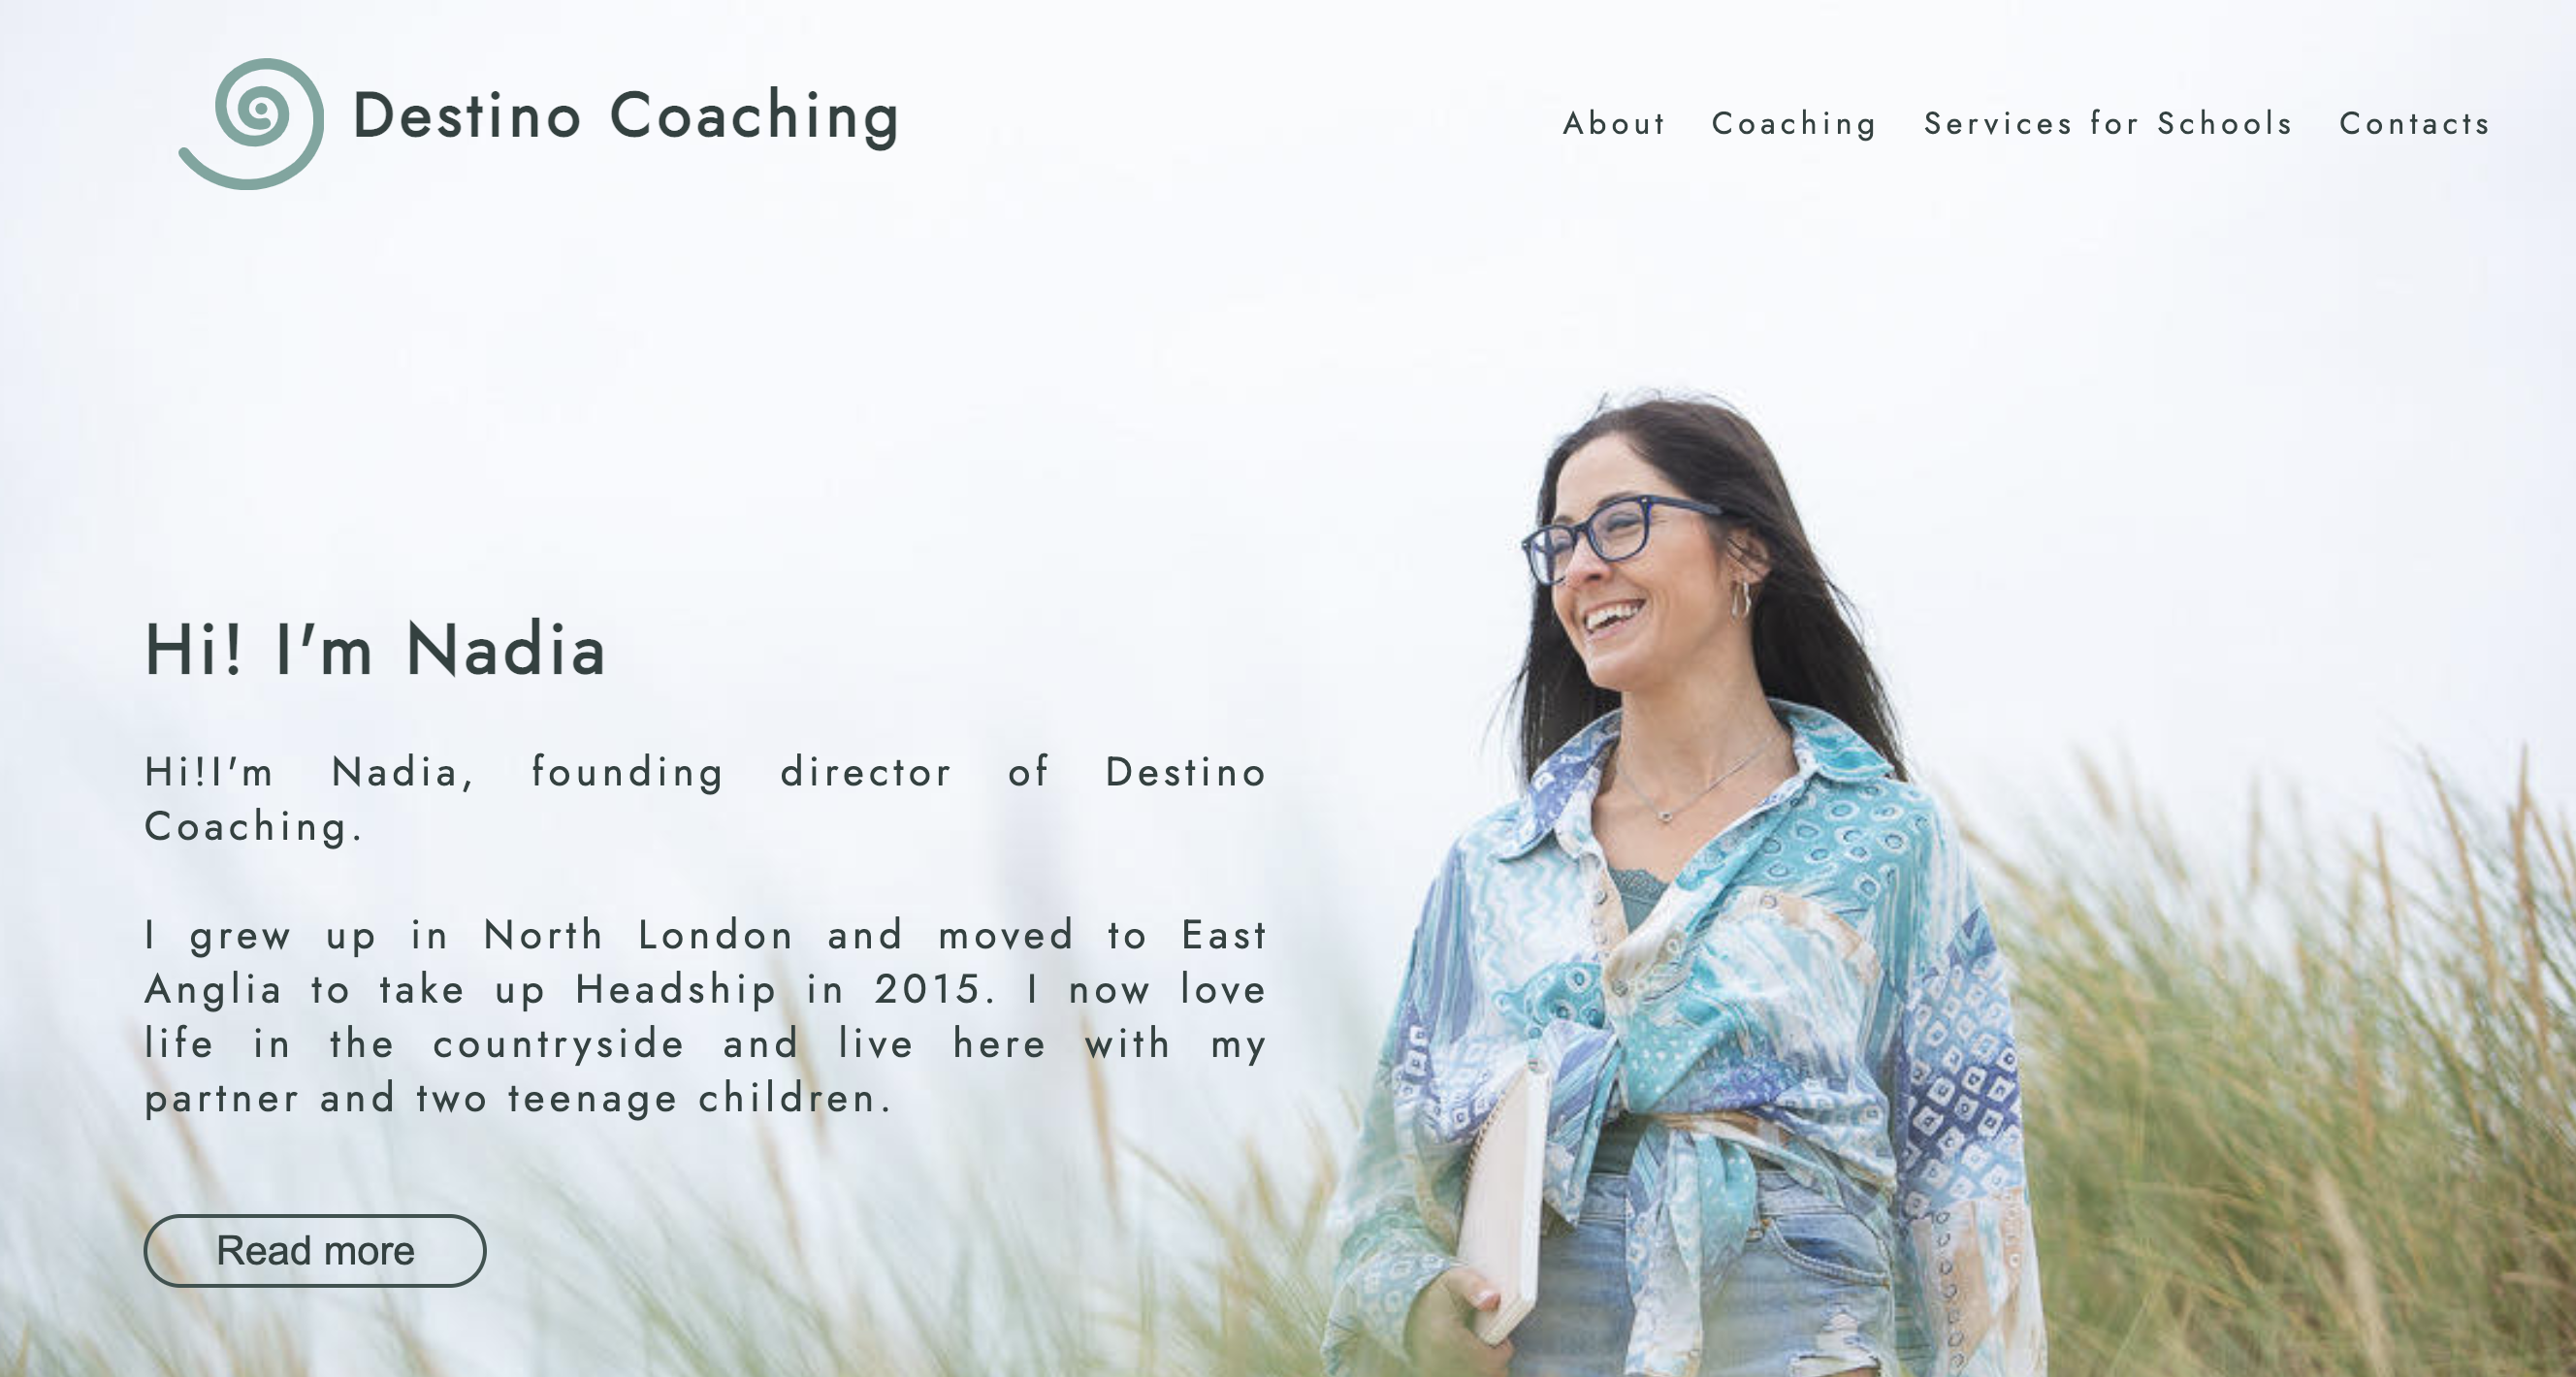 Destino Coaching
About Coaching Services for Schools Contacts
Hi! I'm Nadia
Hi!I'm Nadia, founding director of Destino
Coaching.
I grew up in North London and moved to East
Anglia to take up Headship in 2015. I now love
life in the countryside and live here with my
partner and two teenage children.
Read more